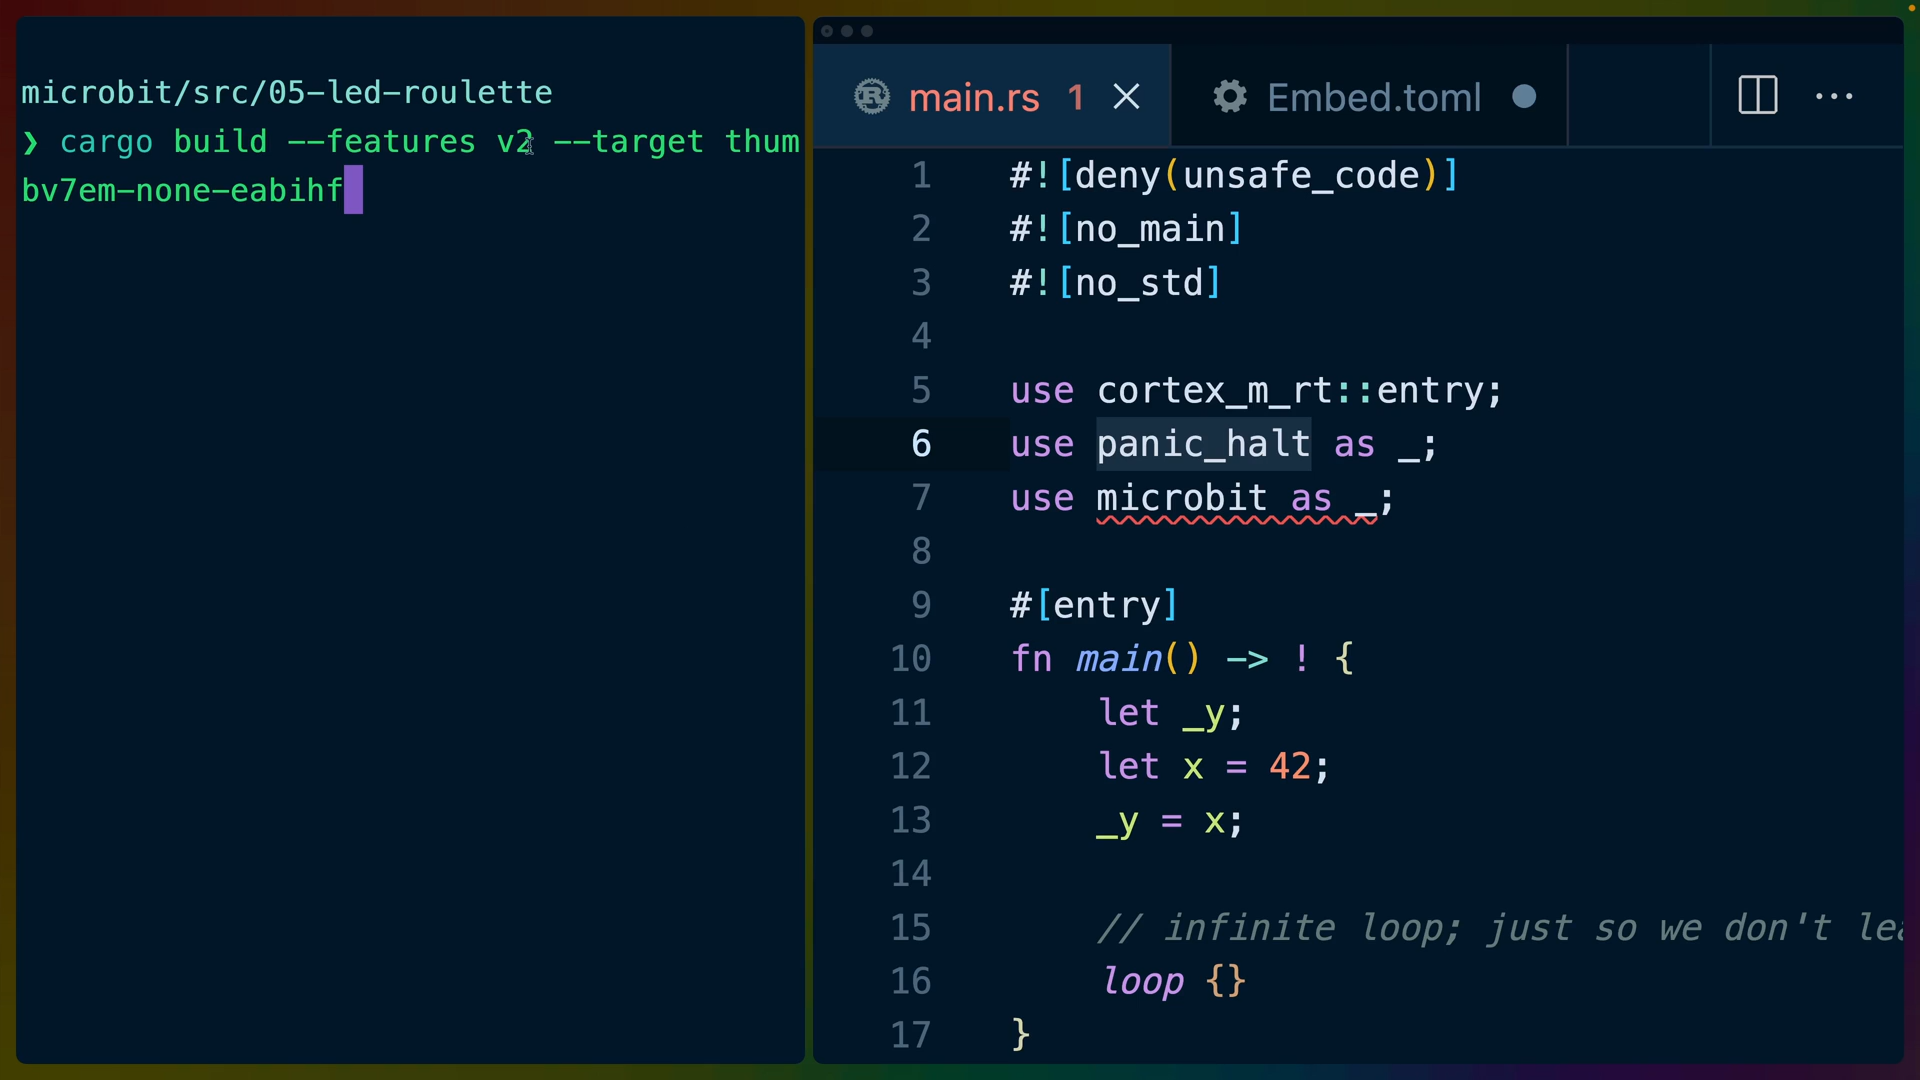 microbit/src/05-led-roulette
❯ cargo build --features v2 --target thum
bv7em-none-eabihf
main.rs 1
Embed.toml
1 #![deny(unsafe_code)]
2 #![no_main]
3 #![no_std]
4
5 use cortex_m_rt::entry;
6 use panic_halt as _;
7 use microbit as _;
8
9 #[entry]
10 fn main() -> ! {
11 let _y;
12 let x = 42;
13 _y = x;
14
15 // infinite loop; just so we don't lea
16 loop {}
17 }